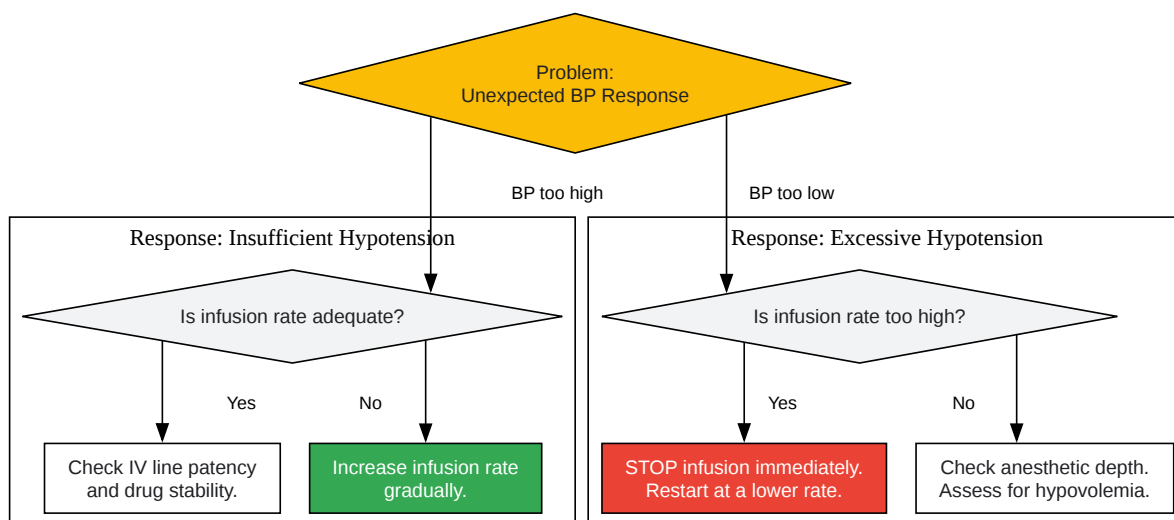 Problem:
Unexpected BP Response
BP too high
BP too low
Response: Insufficient Hypotension
Response: Excessive Hypotension
Is infusion rate adequate?
Is infusion rate too high?
Yes
No
Yes
No
Check IV line patency
and drug stability.
Increase infusion rate
gradually.
STOP infusion immediately.
Restart at a lower rate.
Check anesthetic depth.
Assess for hypovolemia.